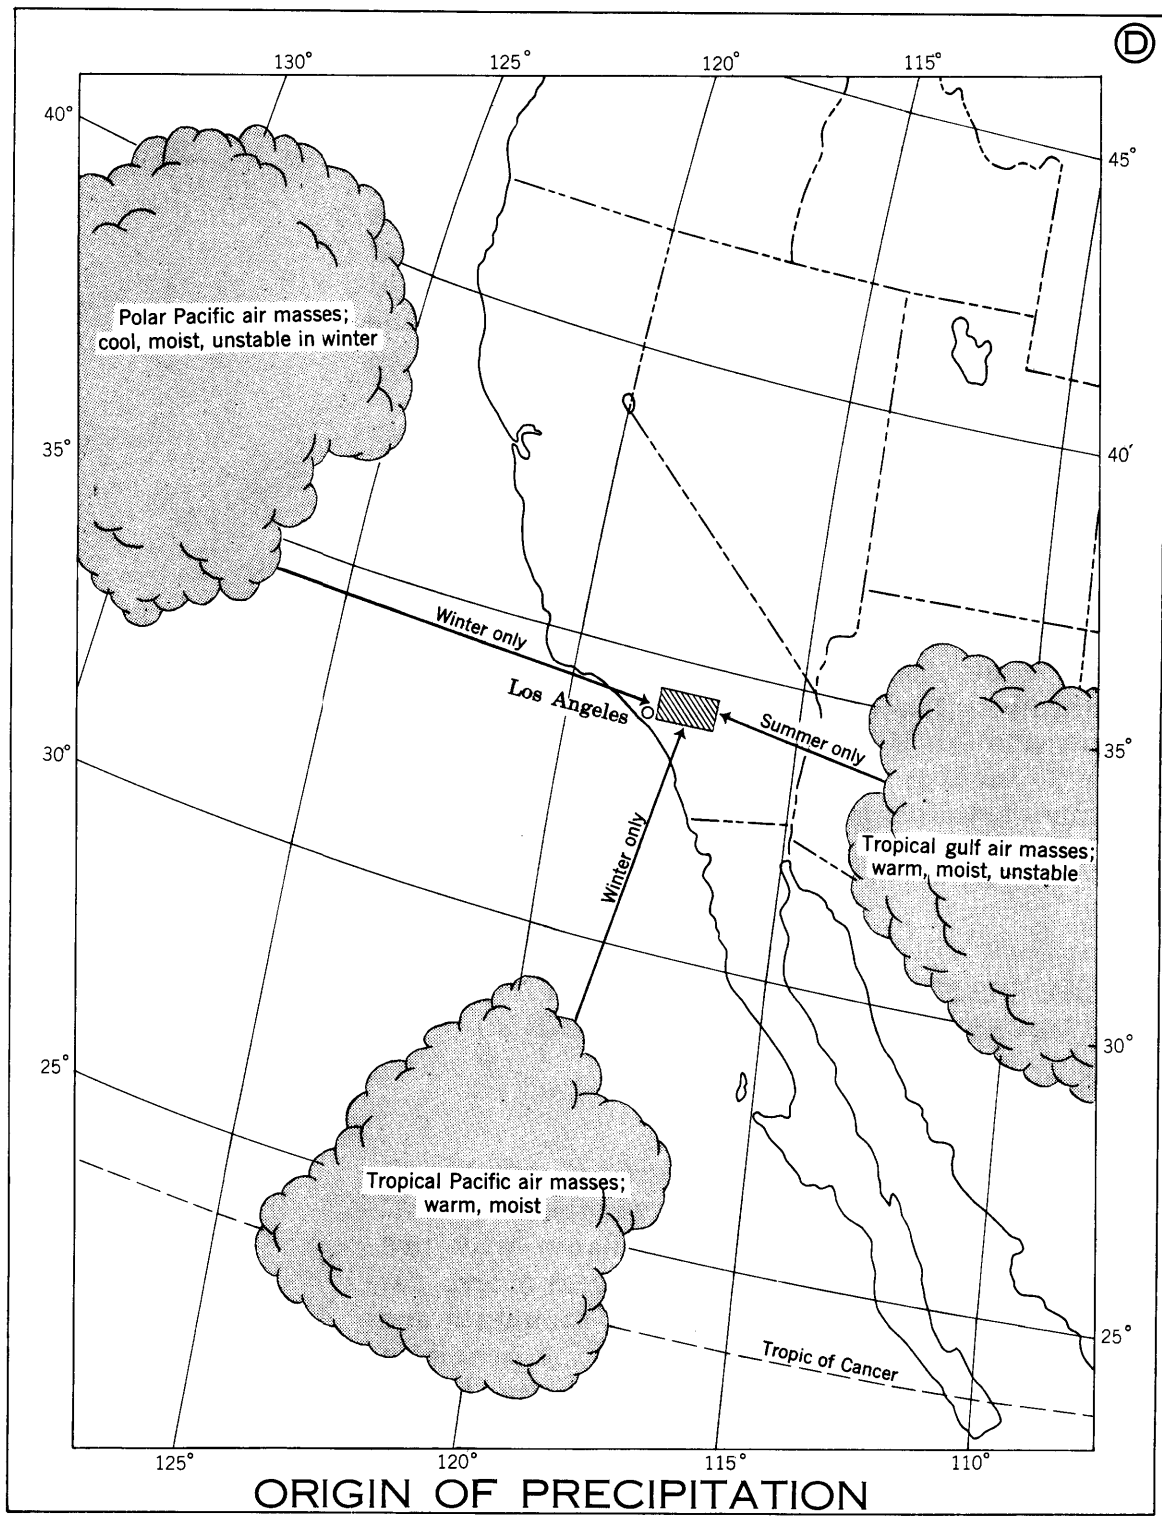 D
130°
125°
120°
115°
40°
45°
Polar Pacific air masses;
cool, moist, unstable in winter
35°
40′
Winter only
Los Angeles
Summer only
30°
35°
Winter only
Tropical gulf air masses;
warm, moist, unstable
25°
30°
Tropical Pacific air masses;
warm, moist
25°
Tropic of Cancer
125°
120°
115°
110°
ORIGIN OF PRECIPITATION